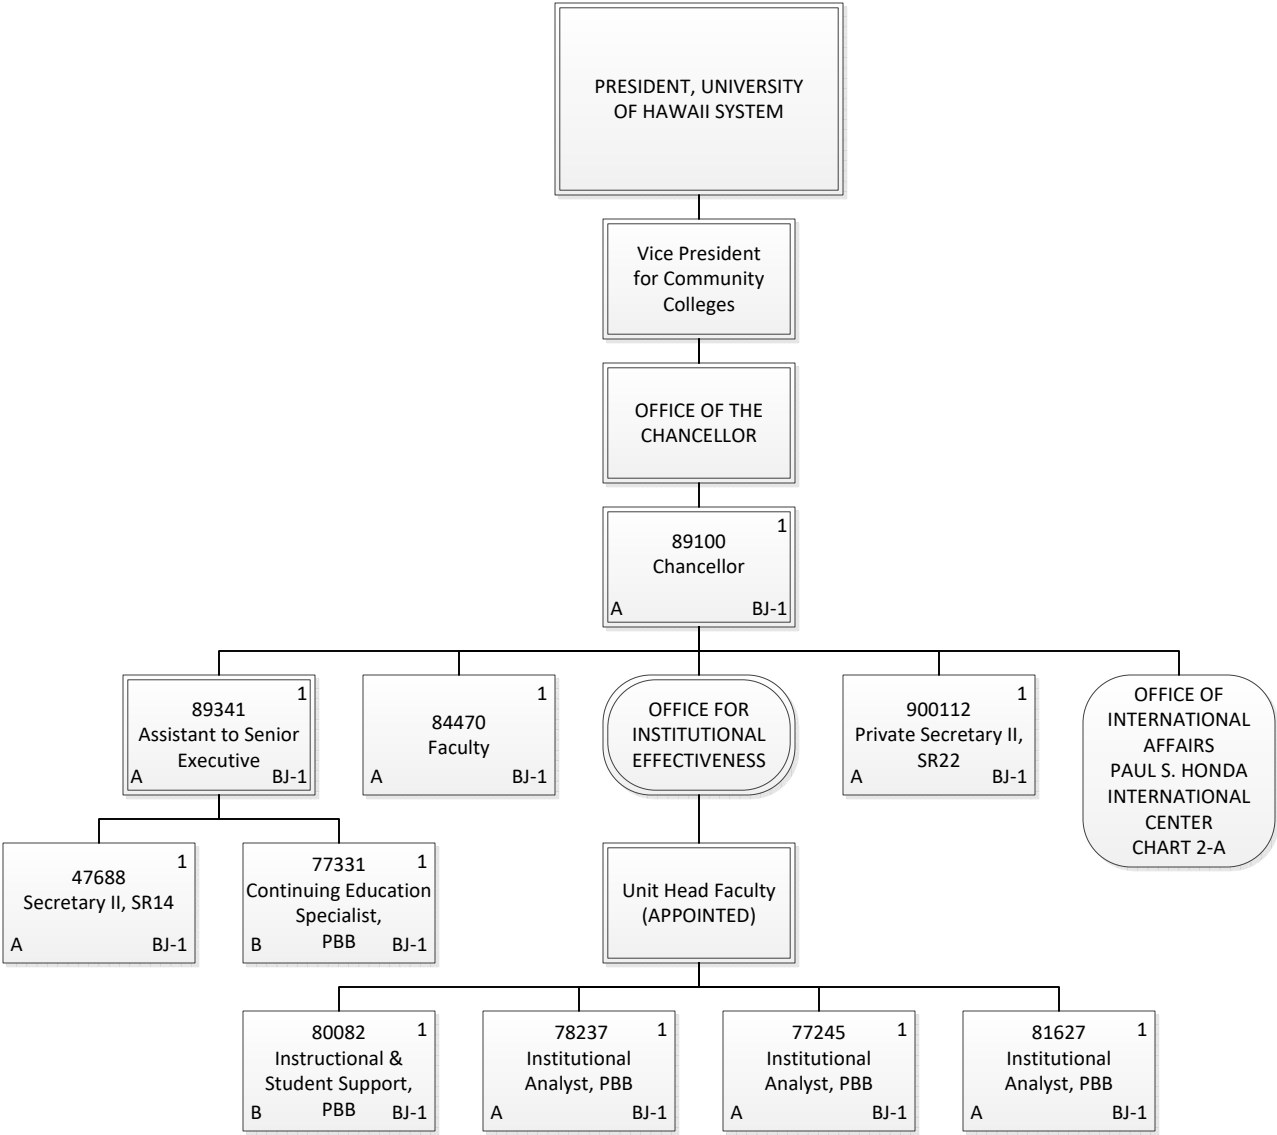 PRESIDENT, UNIVERSITY
OF HAWAII SYSTEM
Vice President
for Community
Colleges
OFFICE OF THE
CHANCELLOR
1
89100
Chancellor
A BJ-1
1
89341
Assistant to Senior
Executive
A BJ-1
1
84470
Faculty
A BJ-1
OFFICE FOR
INSTITUTIONAL
EFFECTIVENESS
1
900112
Private Secretary II,
SR22
A BJ-1
OFFICE OF
INTERNATIONAL
AFFAIRS
PAUL S. HONDA
INTERNATIONAL
CENTER
CHART 2-A
1
47688
Secretary II, SR14
A BJ-1
77331 1
Continuing Education
Specialist,
PBB
B BJ-1
Unit Head Faculty
(APPOINTED)
80082 1
Instructional &
Student Support,
PBB
B BJ-1
78237 1
Institutional
Analyst, PBB
A BJ-1
77245 1
Institutional
Analyst, PBB
A BJ-1
81627 1
Institutional
Analyst, PBB
A BJ-1